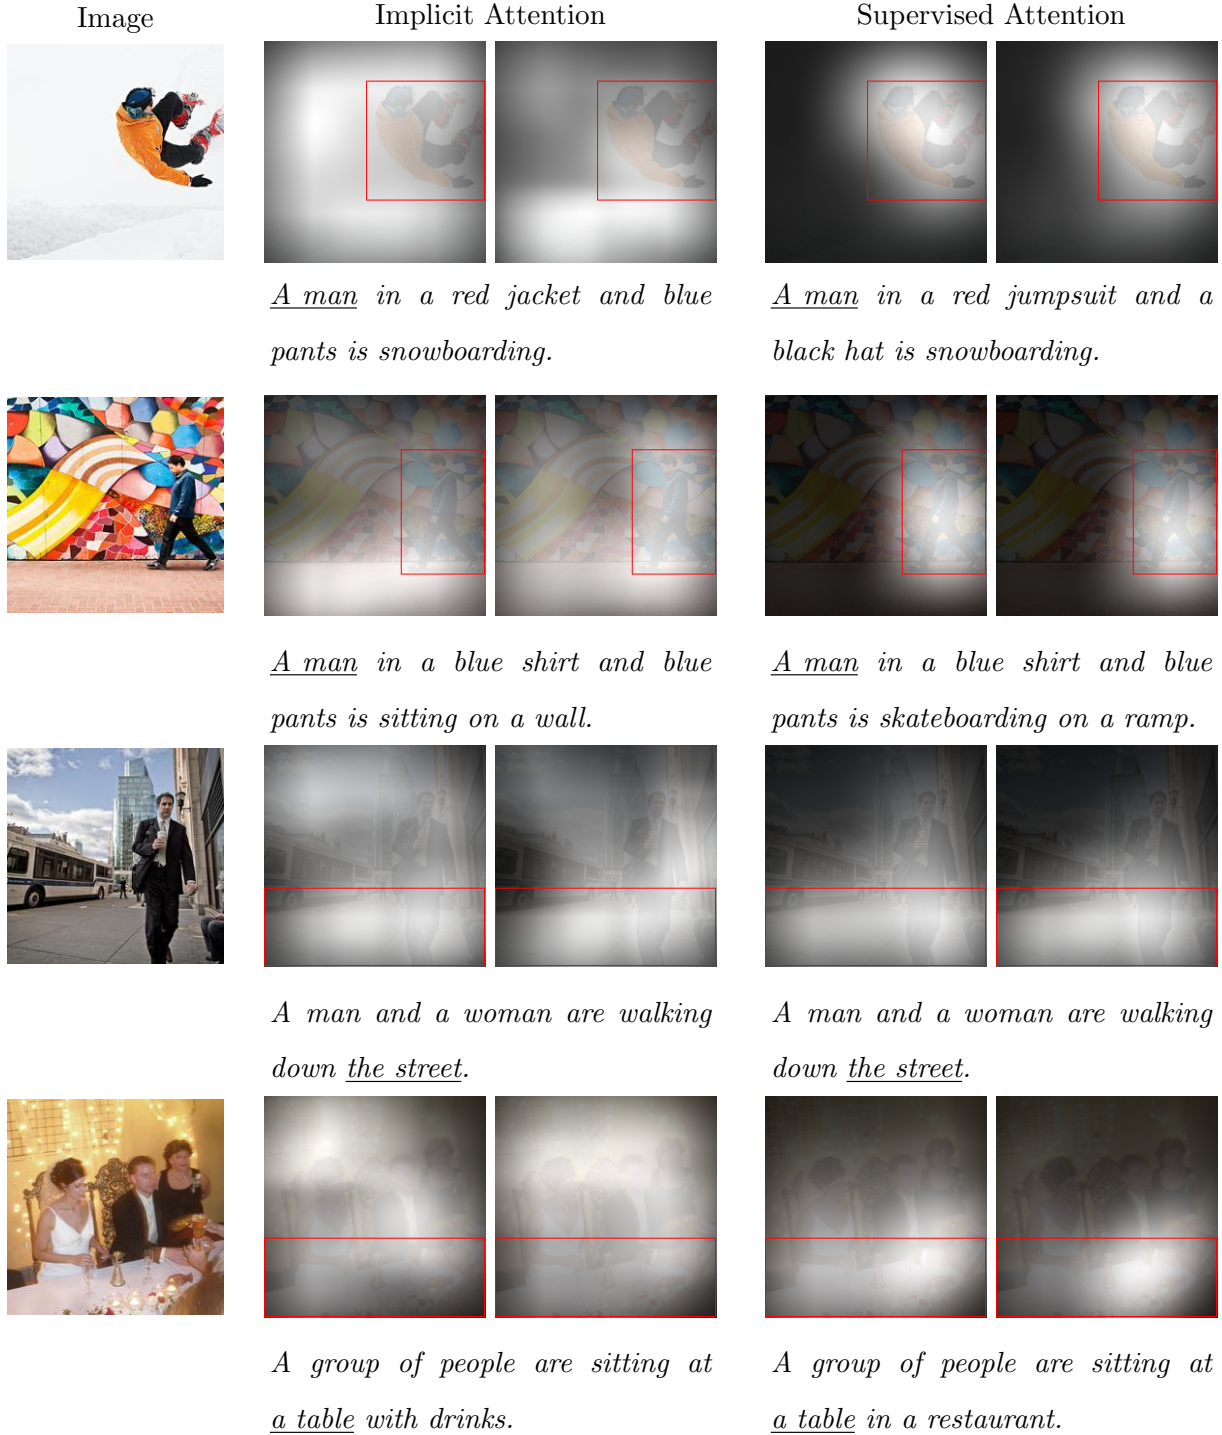 Image
Implicit Attention
Supervised Attention
A man in a red jacket and blue
pants is snowboarding.
A man in a red jumpsuit and a
black hat is snowboarding.
A man in a blue shirt and blue
pants is sitting on a wall.
A man in a blue shirt and blue
pants is skateboarding on a ramp.
A man and a woman are walking
down the street.
A man and a woman are walking
down the street.
A group of people are sitting at
a table with drinks.
A group of people are sitting at
a table in a restaurant.